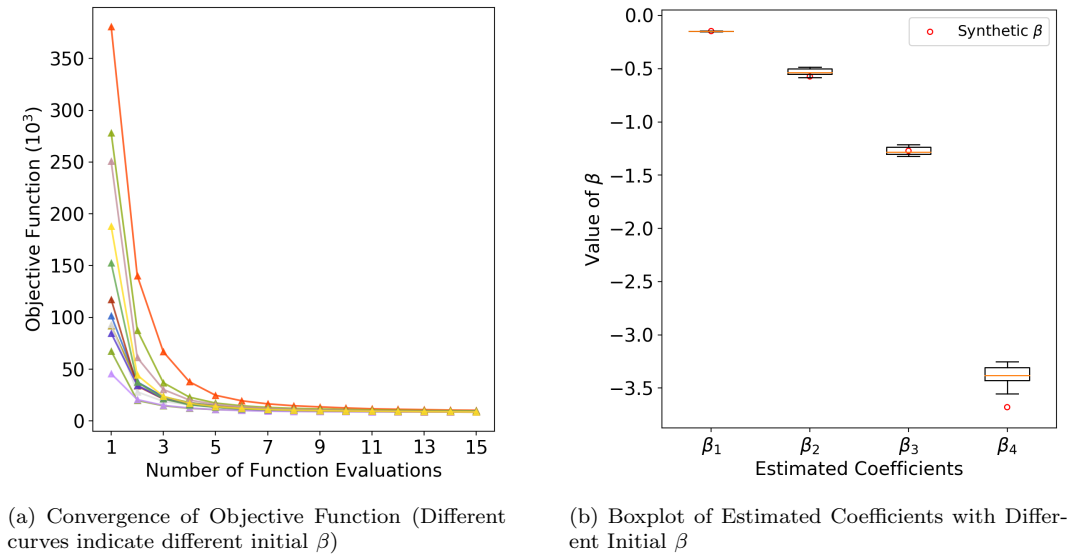 350
300
250
200
150
100
50
0
Objective Function (10³)
1 3 5 7 9 11 13 15
Number of Function Evaluations
(a) Convergence of Objective Function (Different
curves indicate different initial β)
0.0
−0.5
−1.0
−1.5
−2.0
−2.5
−3.0
−3.5
Value of β
Synthetic β
β₁ β₂ β₃ β₄
Estimated Coefficients
(b) Boxplot of Estimated Coefficients with Differ-
ent Initial β